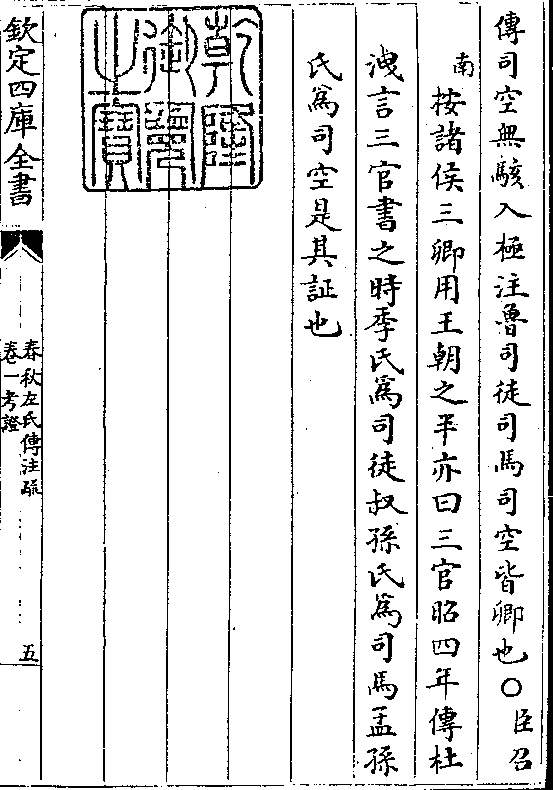 傳司空無駭入極注魯司徒司馬司空皆卿也○臣召
南按諸侯三卿用王朝之半亦曰三官昭四年傳杜
洩言三官書之時季氏爲司徒叔孫氏爲司馬孟孫
氏爲司空是其証也
乾隆
御覽
之寶
欽定四庫全書
春秋左氏傳注疏
卷一考證
五